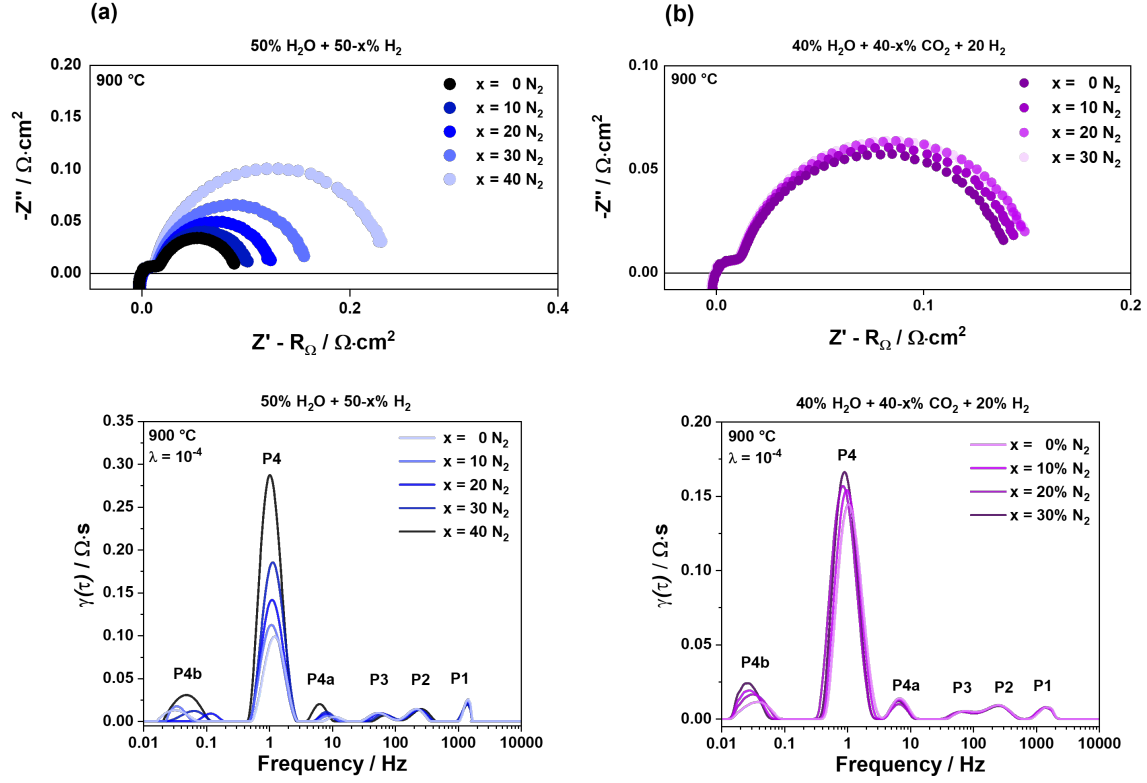 (a)
50% H₂O + 50-x% H₂
900 °C
x = 0 N₂
x = 10 N₂
x = 20 N₂
x = 30 N₂
x = 40 N₂
0.20
0.15
0.10
0.05
0.00
-Z'' / Ω·cm²
0.0
0.2
0.4
Z' - R_Ω / Ω·cm²
(b)
40% H₂O + 40-x% CO₂ + 20 H₂
900 °C
x = 0 N₂
x = 10 N₂
x = 20 N₂
x = 30 N₂
0.10
0.05
0.00
-Z'' / Ω·cm²
0.0
0.1
0.2
Z' - R_Ω / Ω·cm²
50% H₂O + 50-x% H₂
900 °C
λ = 10⁻⁴
x = 0 N₂
x = 10 N₂
x = 20 N₂
x = 30 N₂
x = 40 N₂
P4b
P4
P4a
P3
P2
P1
0.35
0.30
0.25
0.20
0.15
0.10
0.05
0.00
γ(τ) / Ω·s
0.01
0.1
1
10
100
1000
10000
Frequency / Hz
40% H₂O + 40-x% CO₂ + 20% H₂
900 °C
λ = 10⁻⁴
x = 0% N₂
x = 10% N₂
x = 20% N₂
x = 30% N₂
P4b
P4
P4a
P3
P2
P1
0.20
0.15
0.10
0.05
0.00
γ(τ) / Ω·s
0.01
0.1
1
10
100
1000
10000
Frequency / Hz